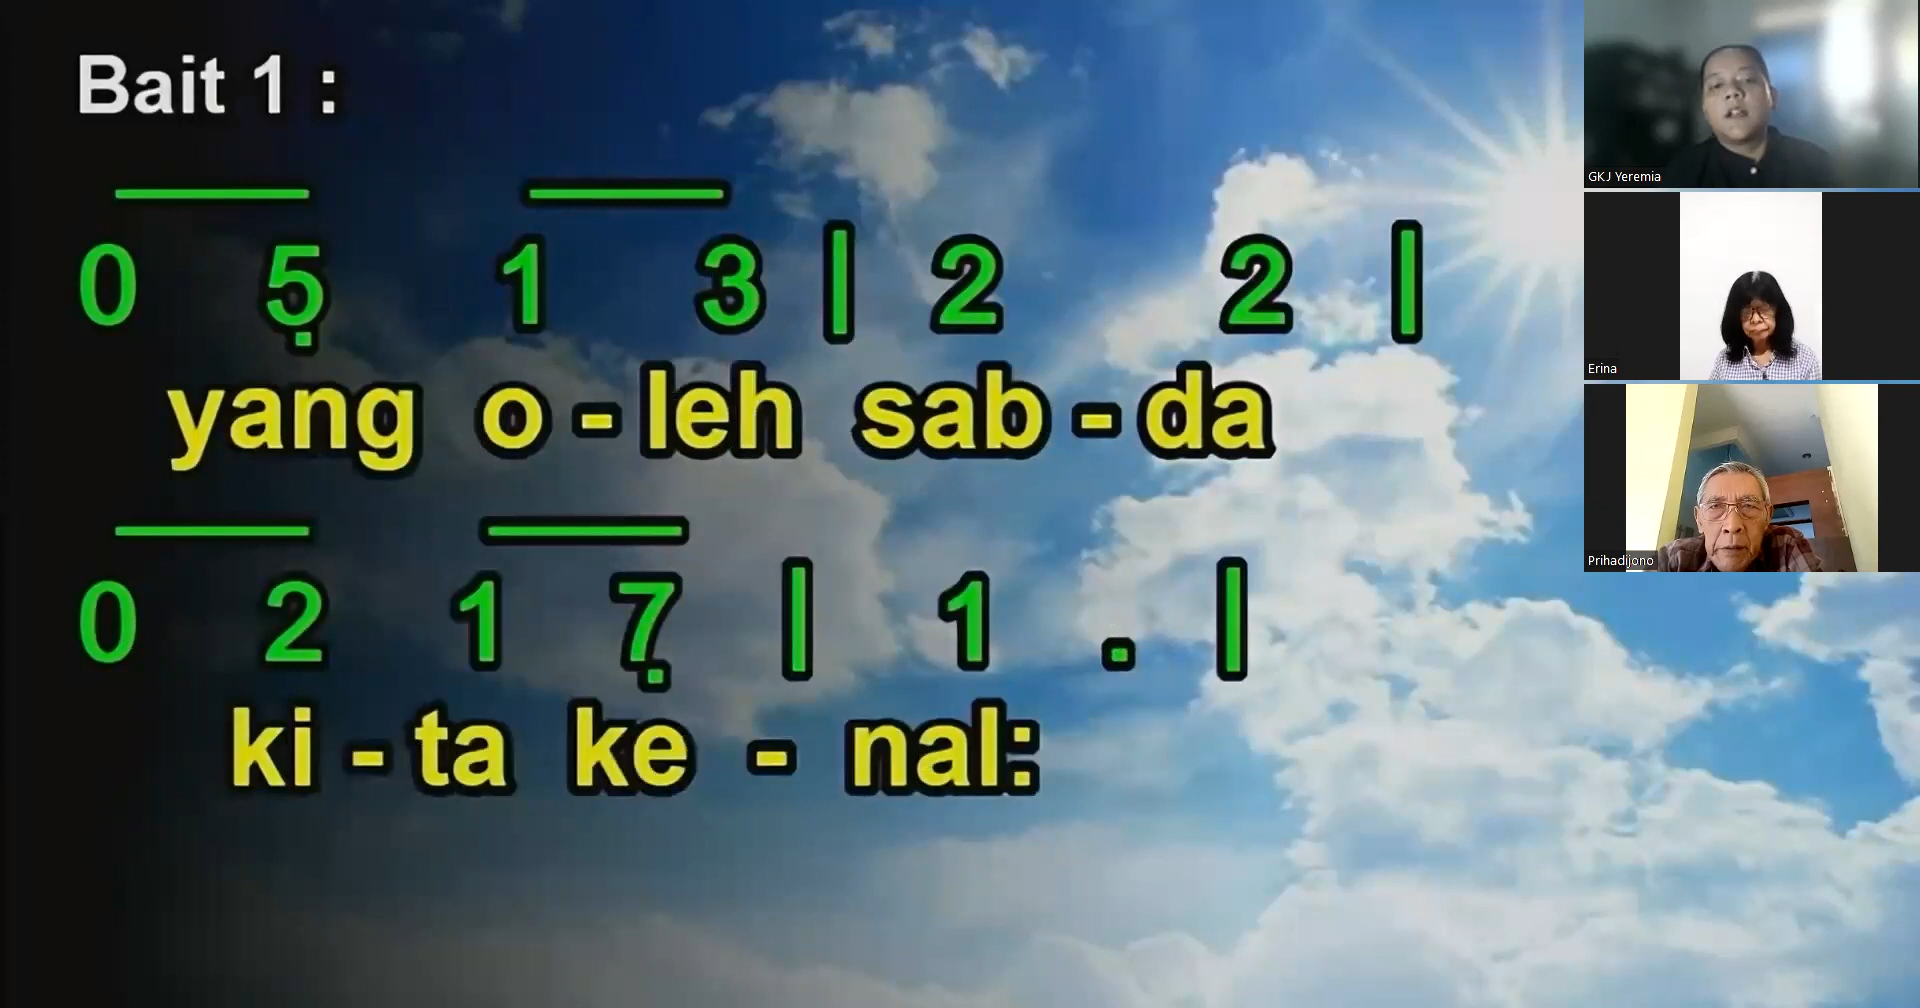 Bait 1 :
0 5̣ 1 3 | 2 2 |
yang o - leh sab - da
0 2 1 7̣ | 1 . |
ki - ta ke - nal:
GKJ Yeremia
Erina
Prihadijono